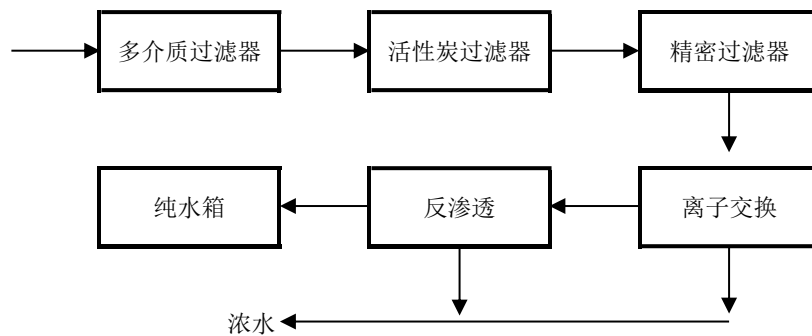 多介质过滤器
活性炭过滤器
精密过滤器
纯水箱
反渗透
离子交换
浓水